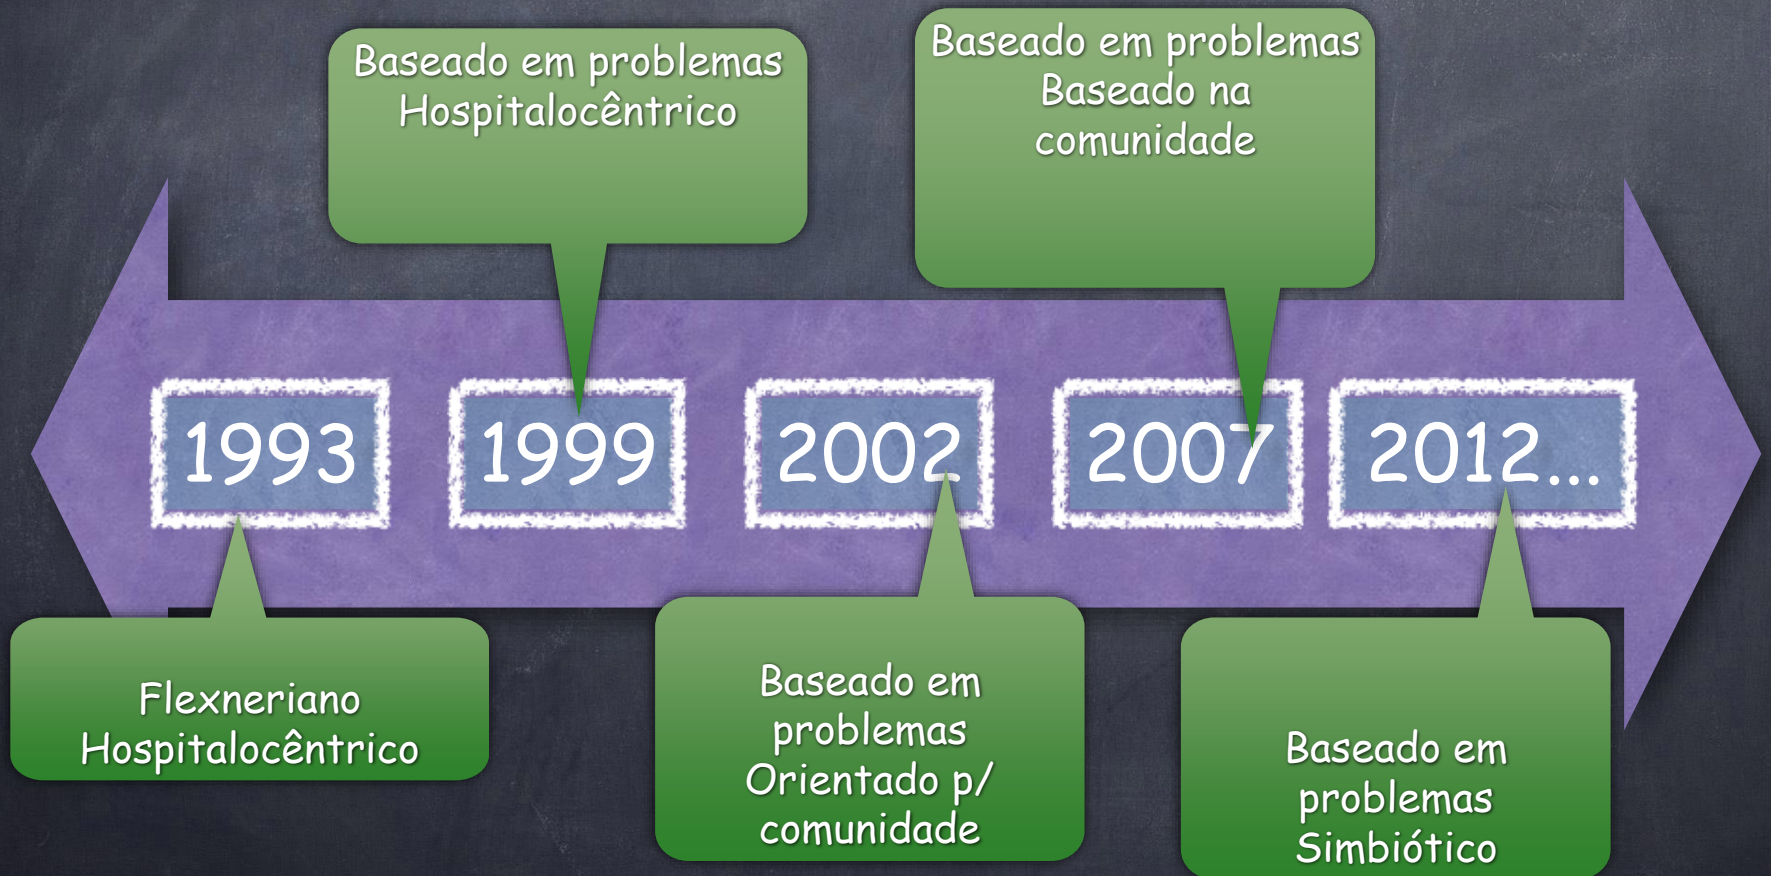 Baseado em problemas
Hospitalocêntrico
Baseado em problemas
Baseado na
comunidade
1993
1999
2002
2007
2012...
Flexneriano
Hospitalocêntrico
Baseado em
problemas
Orientado p/
comunidade
Baseado em
problemas
Simbiótico